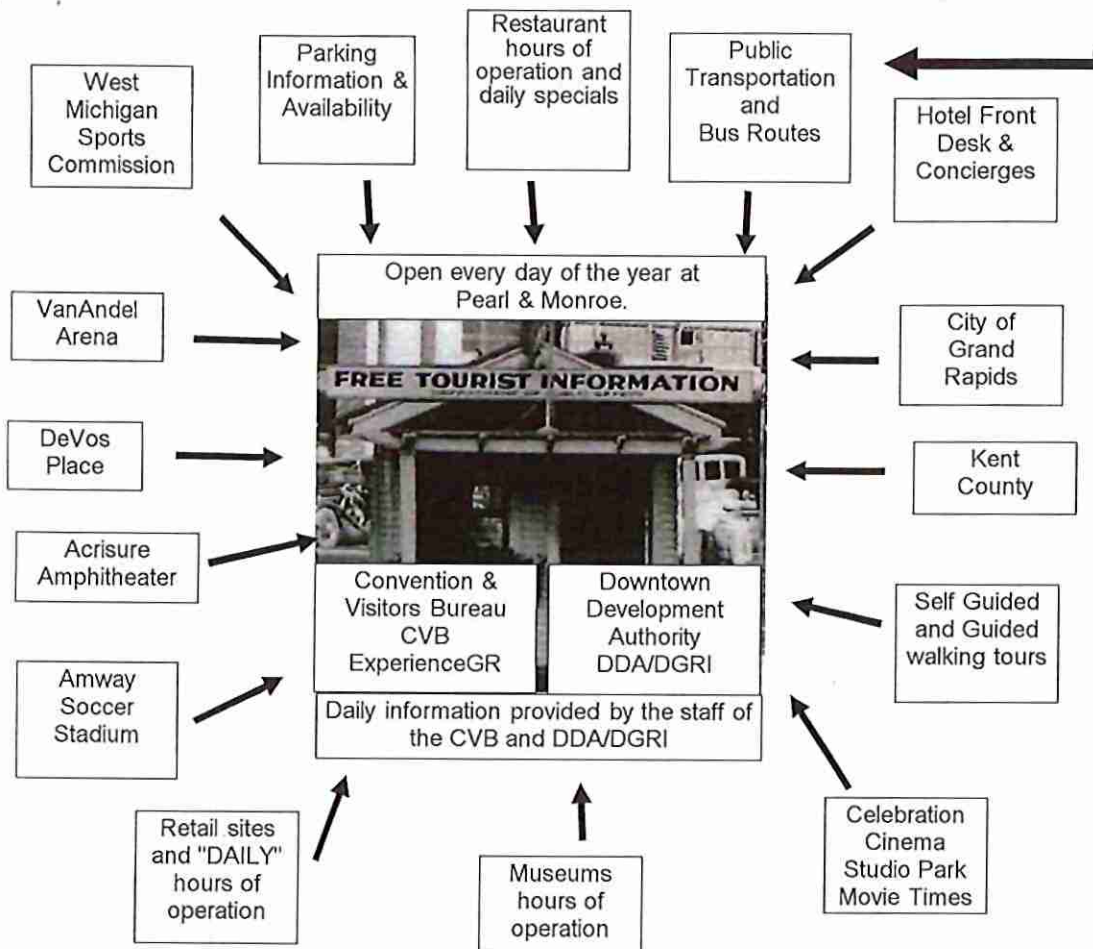 West
Michigan
Sports
Commission
Parking
Information &
Availability
Restaurant
hours of
operation and
daily specials
Public
Transportation
and
Bus Routes
Hotel Front
Desk &
Concierges
Open every day of the year at
Pearl & Monroe.
VanAndel
Arena
FREE TOURIST INFORMATION
City of
Grand
Rapids
DeVos
Place
Kent
County
Acrisure
Amphitheater
Convention &
Visitors Bureau
CVB
ExperienceGR
Downtown
Development
Authority
DDA/DGRI
Self Guided
and Guided
walking tours
Amway
Soccer
Stadium
Daily information provided by the staff of
the CVB and DDA/DGRI
Retail sites
and "DAILY"
hours of
operation
Museums
hours of
operation
Celebration
Cinema
Studio Park
Movie Times